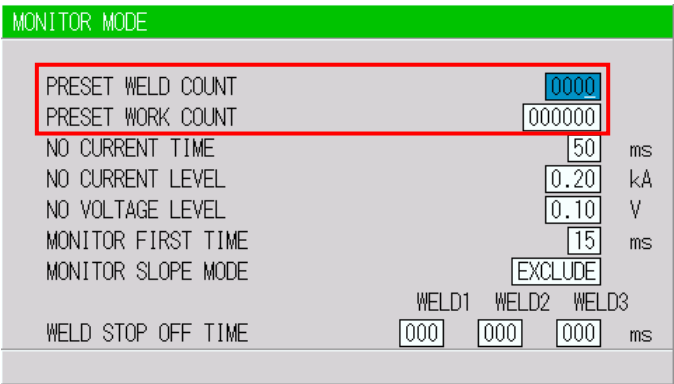 MONITOR MODE
PRESET WELD COUNT 0000
PRESET WORK COUNT 000000
NO CURRENT TIME 50 ms
NO CURRENT LEVEL 0.20 kA
NO VOLTAGE LEVEL 0.10 V
MONITOR FIRST TIME 15 ms
MONITOR SLOPE MODE EXCLUDE
WELD1 WELD2 WELD3
WELD STOP OFF TIME 000 000 000 ms